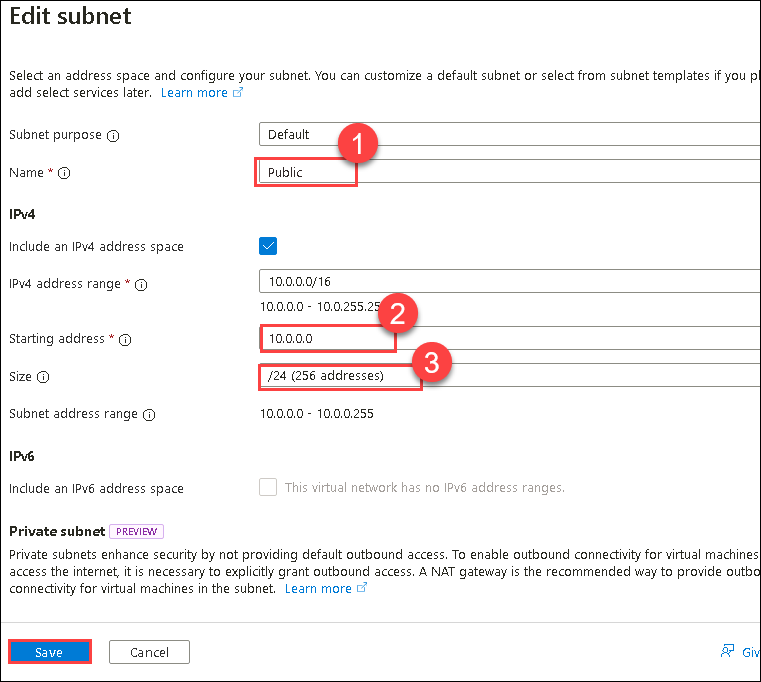 Edit subnet
Select an address space and configure your subnet. You can customize a default subnet or select from subnet templates if you
add select services later. Learn more
Subnet purpose Default
1
Name * Public
IPv4
Include an IPv4 address space
IPv4 address range * 10.0.0.0/16
10.0.0.0 - 10.0.255.25
2
Starting address * 10.0.0.0
3
Size /24 (256 addresses)
Subnet address range 10.0.0.0 - 10.0.0.255
IPv6
Include an IPv6 address space This virtual network has no IPv6 address ranges.
Private subnet PREVIEW
Private subnets enhance security by not providing default outbound access. To enable outbound connectivity for virtual machines
access the internet, it is necessary to explicitly grant outbound access. A NAT gateway is the recommended way to provide outbo
connectivity for virtual machines in the subnet. Learn more
Save Cancel Giv